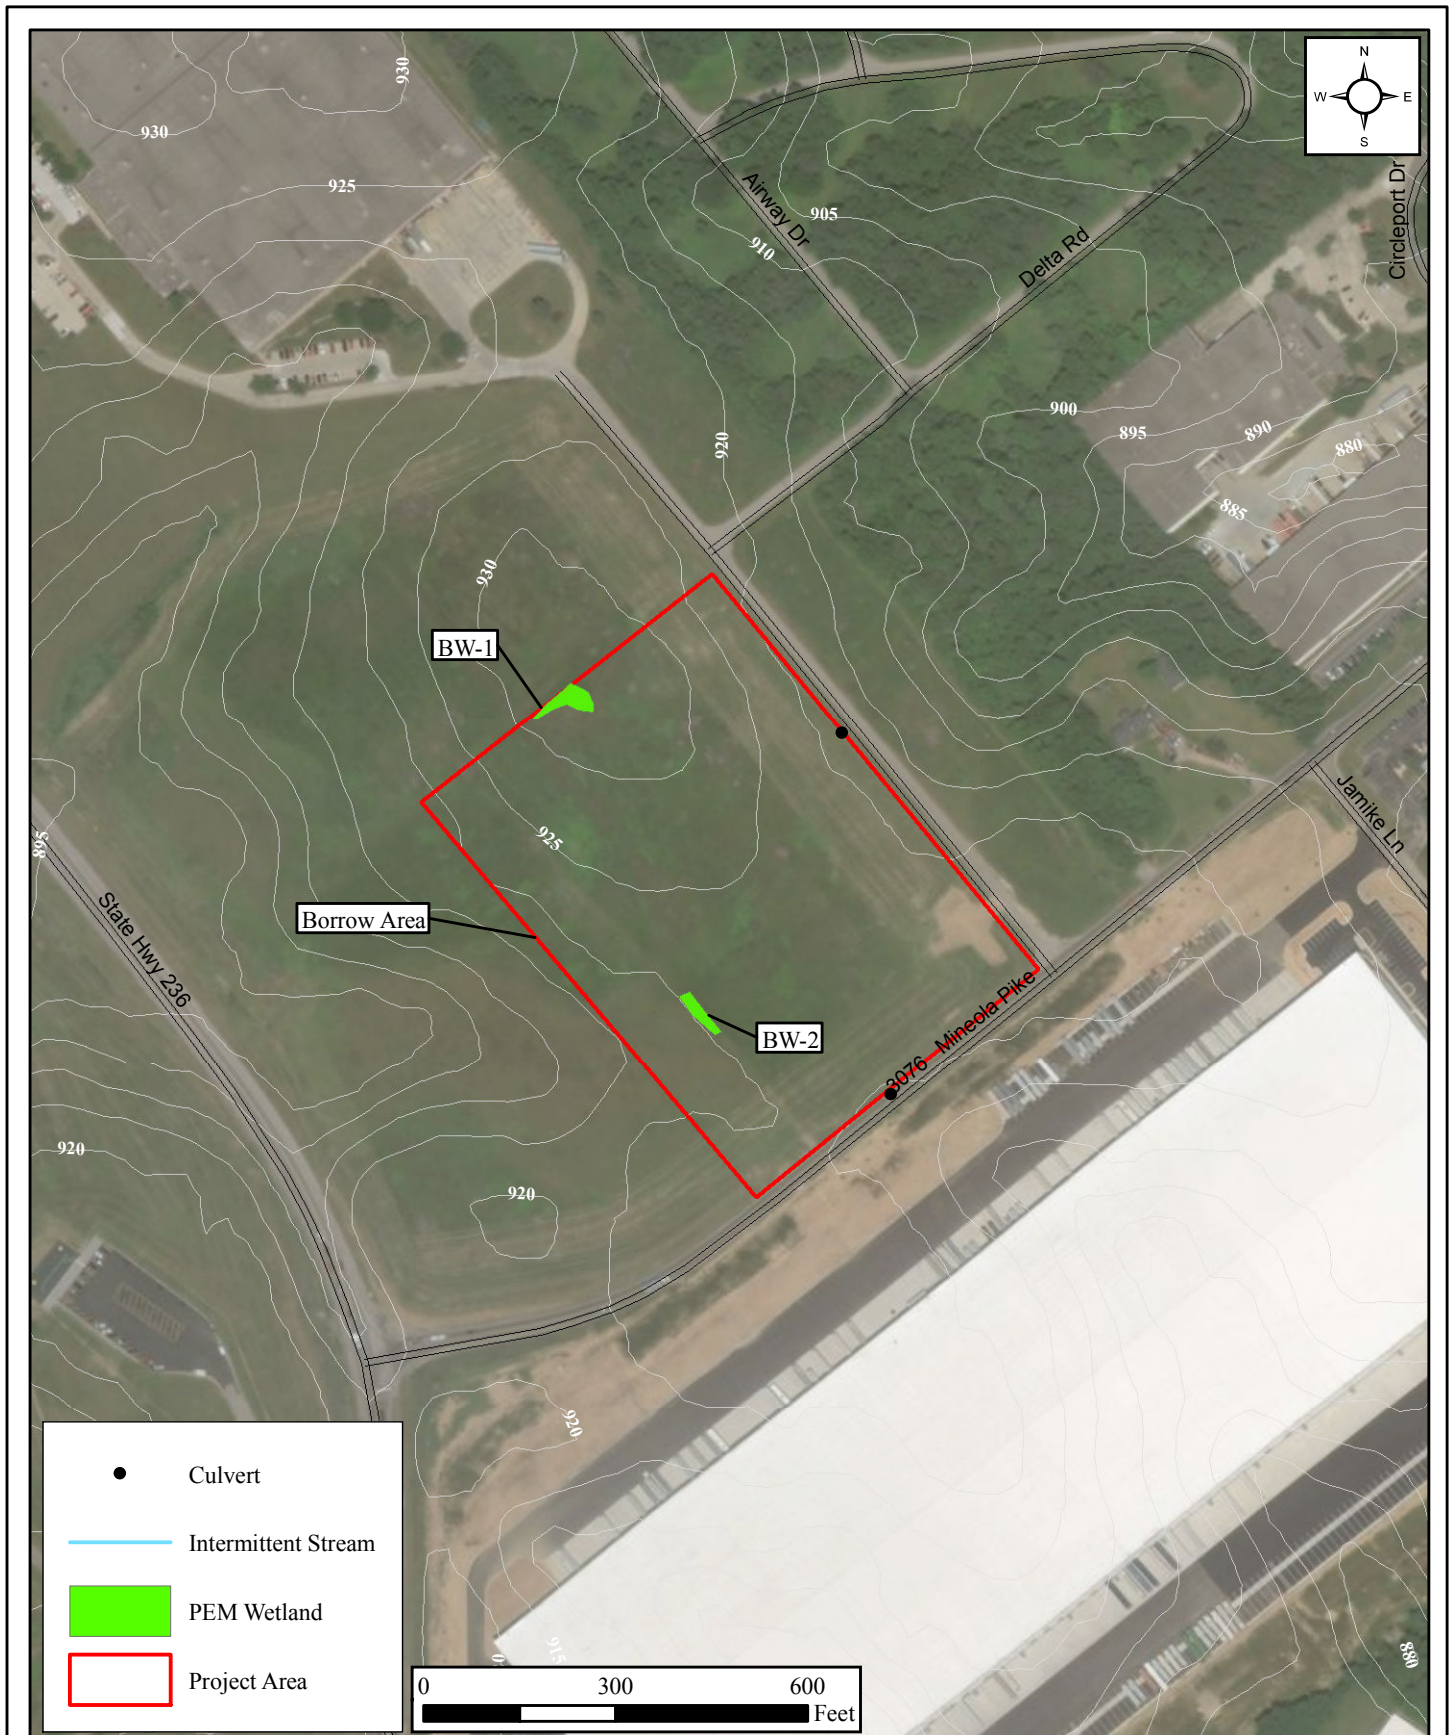 N
W E
S
930
930
925
Airway Dr
905
910
Delta Rd
Circleport Dr
900
895
890
880
920
885
930
BW-1
925
Jamike Ln
895
State Hwy 236
Borrow Area
BW-2
3076 Mineola Pike
920
920
920
915
880
Culvert
Intermittent Stream
PEM Wetland
Project Area
0 300 600
Feet